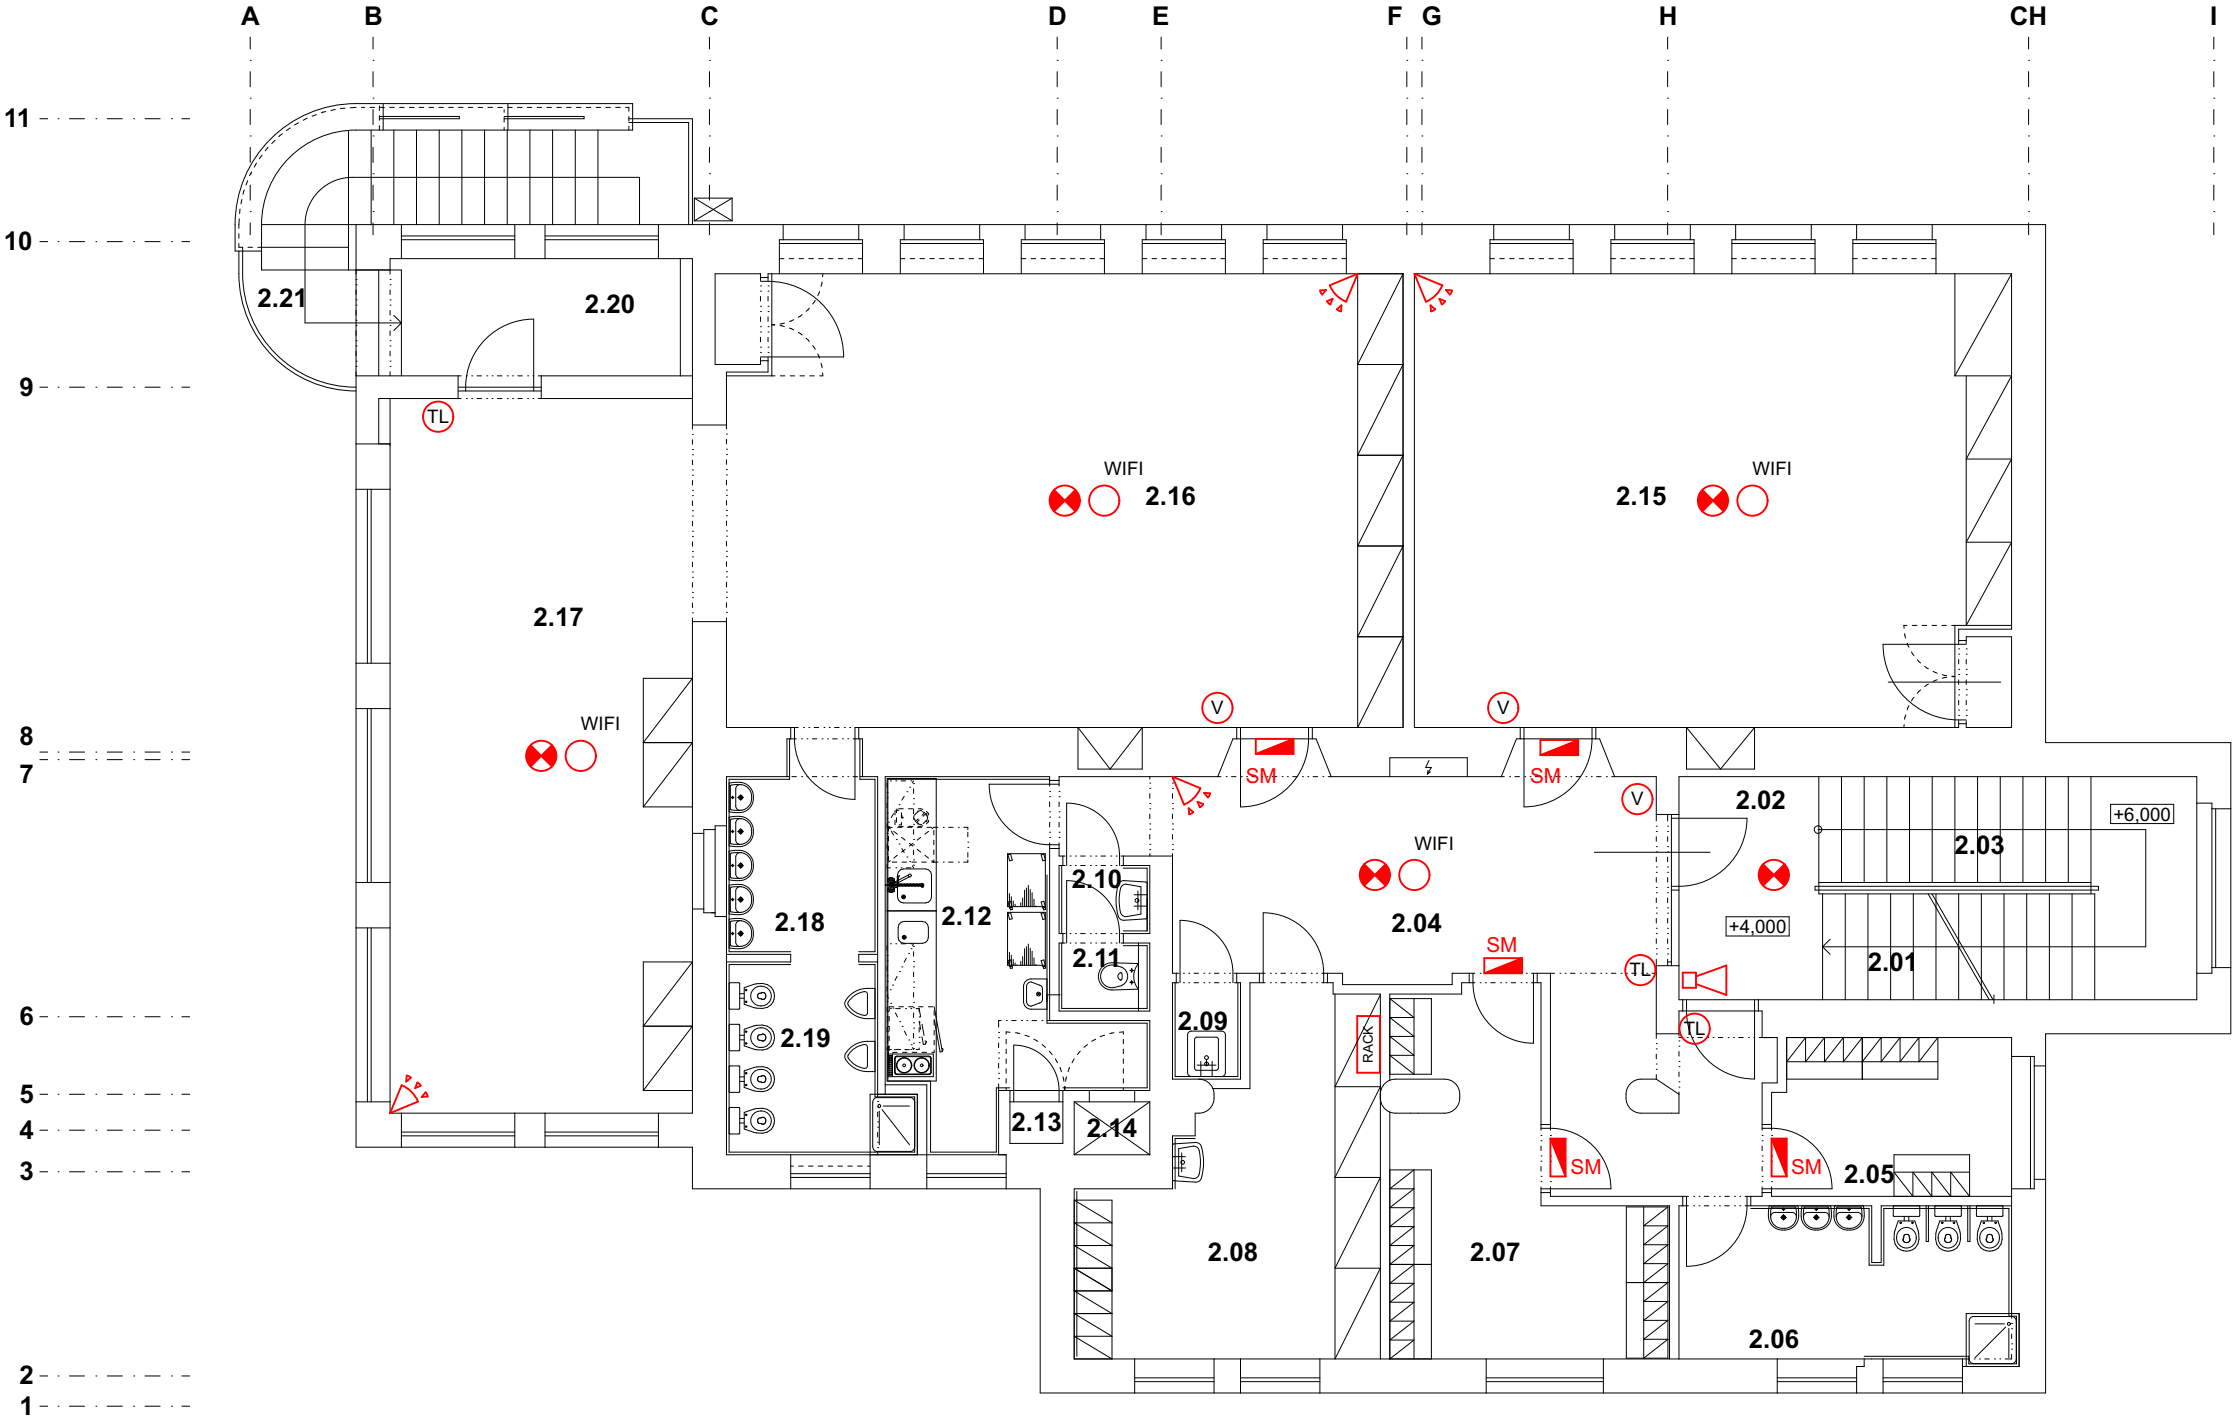 A B C D E F G H CH I
11
10
2.21
2.20
9
TL
WIFI
2.16
WIFI
2.15
2.17
WIFI
V
V
8
7
SM
SM
V
2.02
+6,000
2.03
WIFI
2.10
2.12
2.18
2.04
+4,000
SM
2.11
2.01
TL
6
2.09
TL
2.19
RACK
5
4
2.13
2.14
3
SM
SM
2.05
2.08
2.07
2.06
2
1